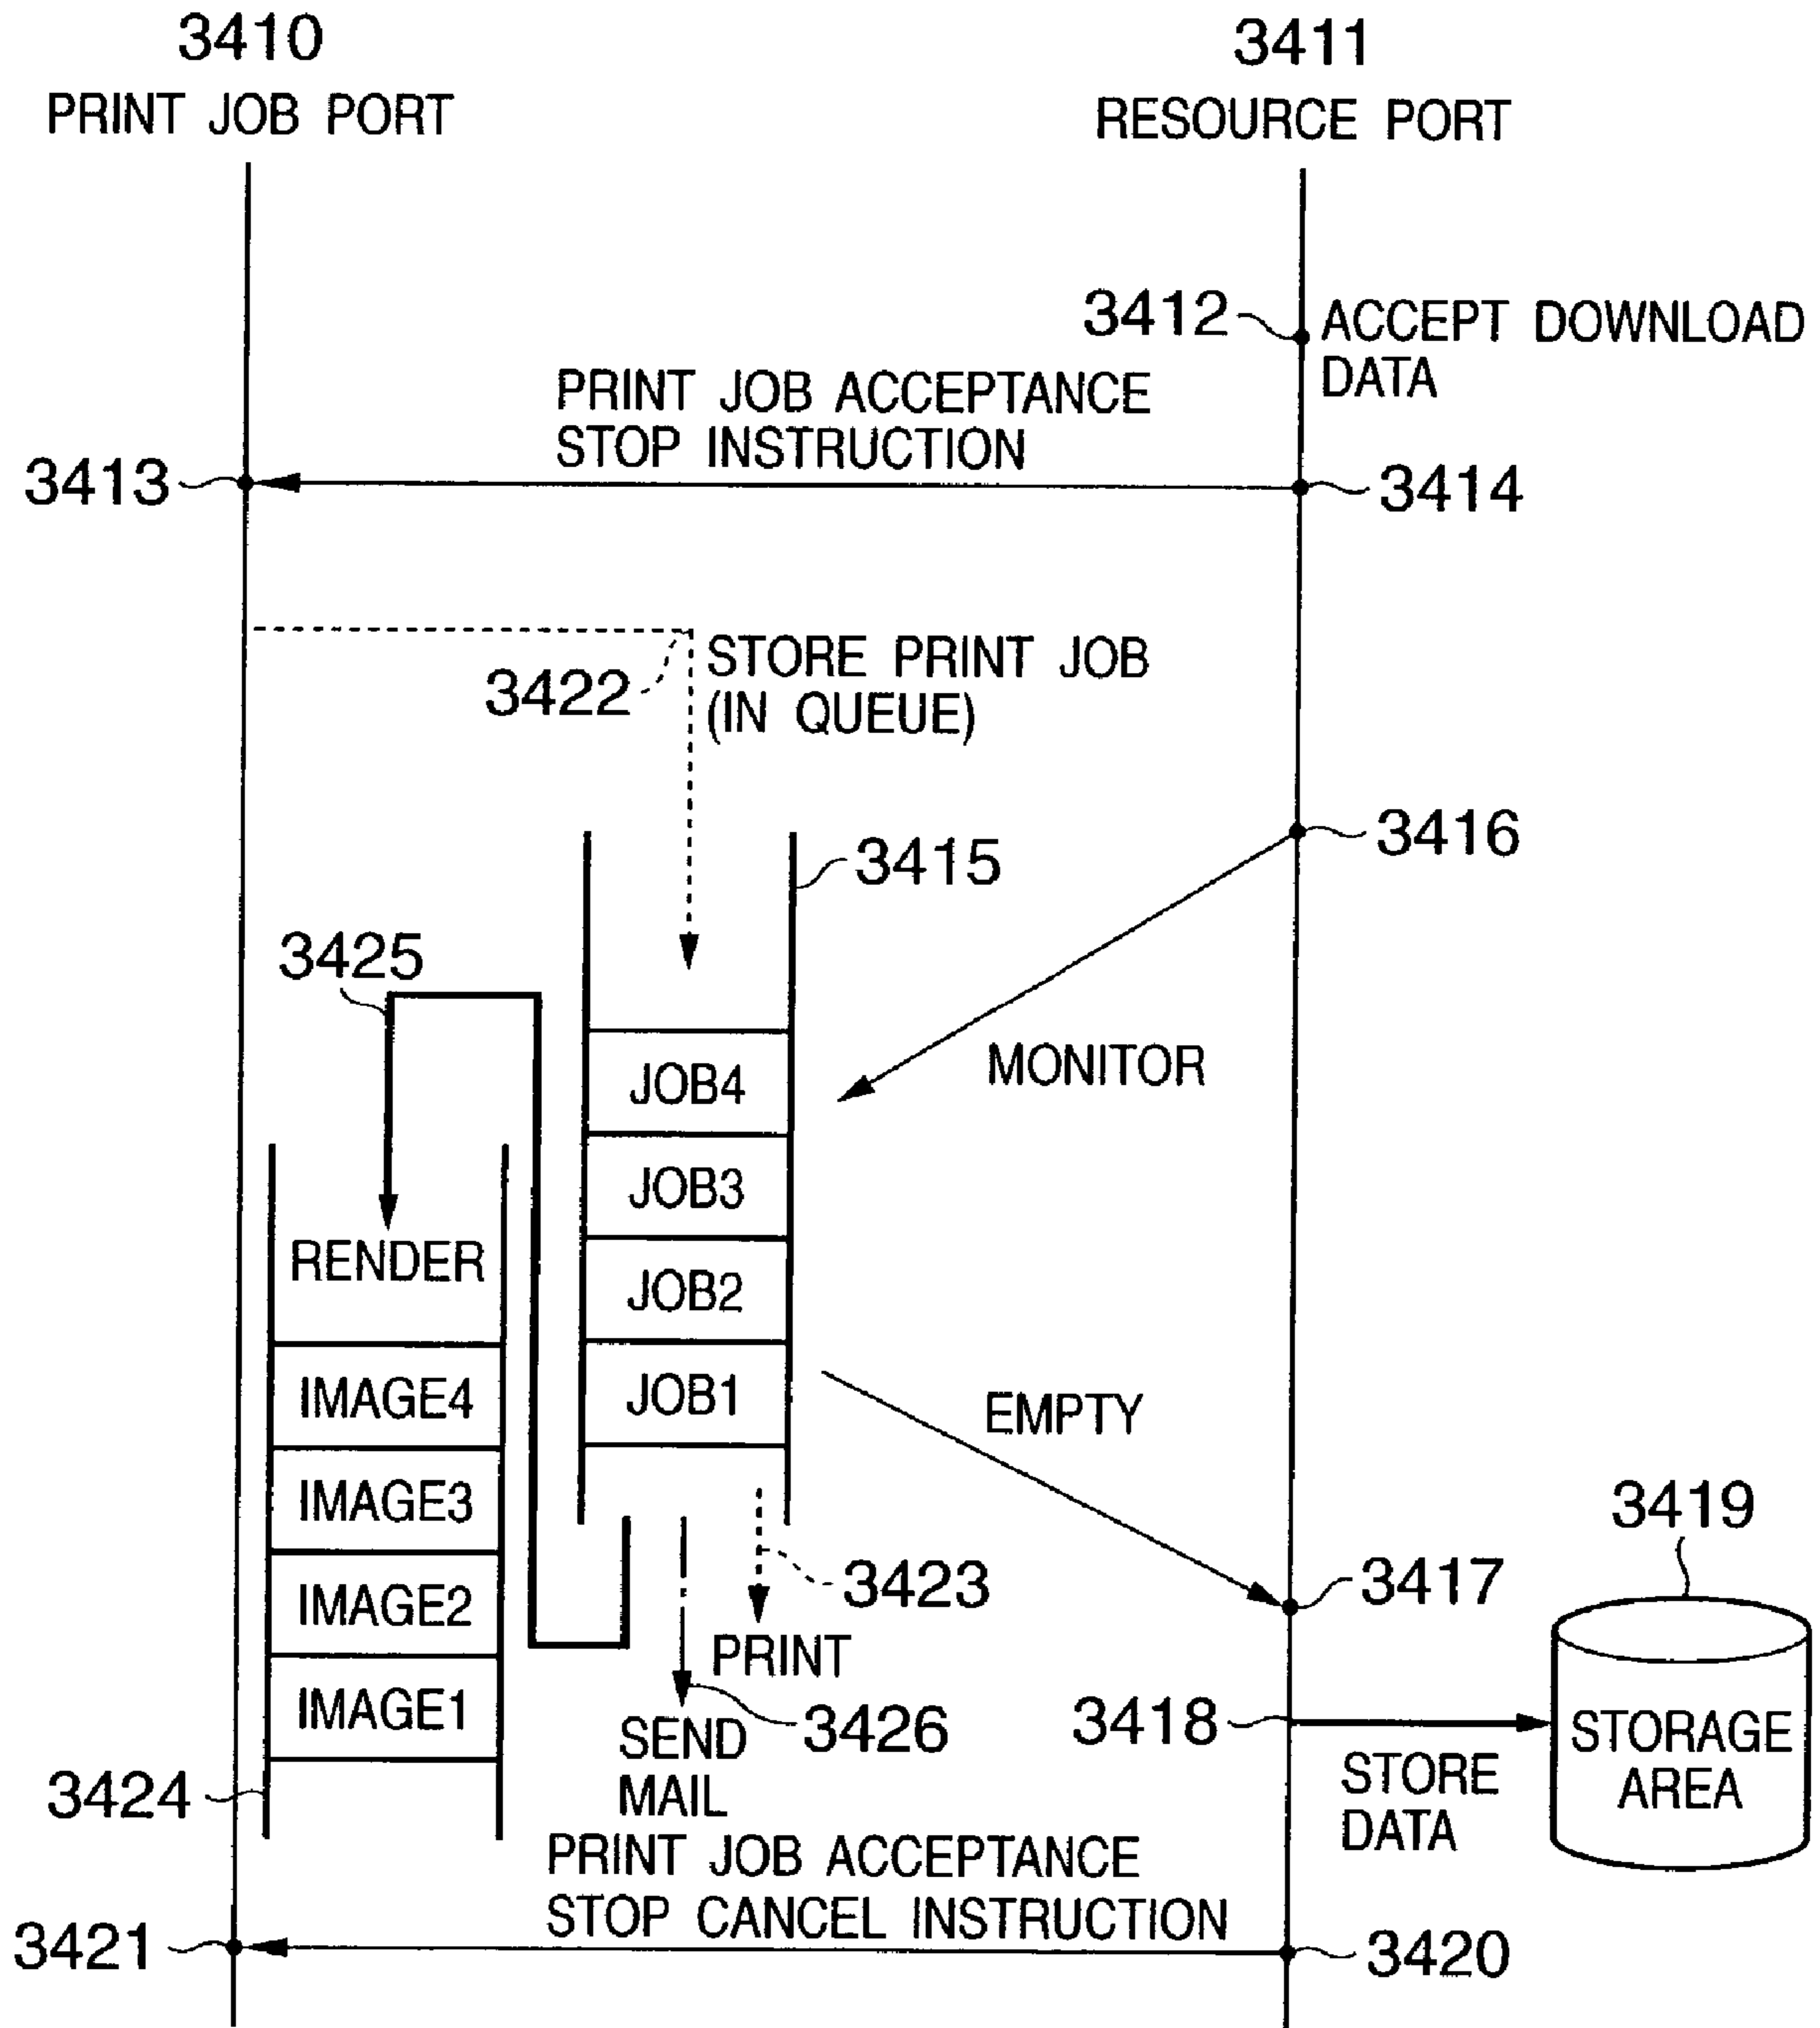 3410
PRINT JOB PORT
3411
RESOURCE PORT
3412
ACCEPT DOWNLOAD
DATA
PRINT JOB ACCEPTANCE
STOP INSTRUCTION
3413
3414
STORE PRINT JOB
(IN QUEUE)
3422
3416
3415
3425
MONITOR
JOB4
JOB3
JOB2
JOB1
RENDER
IMAGE4
IMAGE3
IMAGE2
IMAGE1
EMPTY
3419
3417
3423
PRINT
3426
SEND
MAIL
3418
STORAGE
AREA
STORE
DATA
3424
PRINT JOB ACCEPTANCE
STOP CANCEL INSTRUCTION
3421
3420